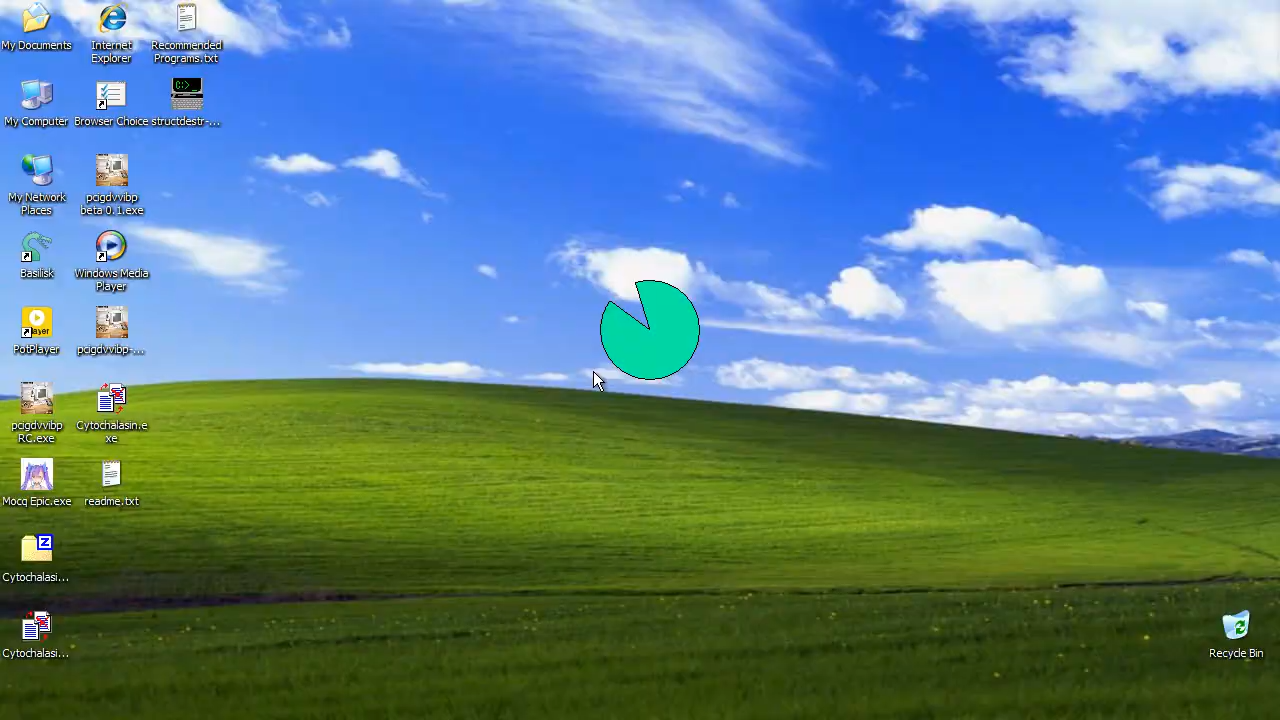 My Documents
Internet
Explorer
Recommended
Programs.txt
My Computer
Browser Choice
C:\>_
structdestr-...
My Network
Places
pcigdvvibp
beta 0.1.exe
Basilisk
Windows Media
Player
ayer
PotPlayer
pcigdvvibp-...
pcigdvvibp
RC.exe
Cytochalasin.e
xe
Mocq Epic.exe
readme.txt
Z
Cytochalasi...
Cytochalasi...
Recycle Bin